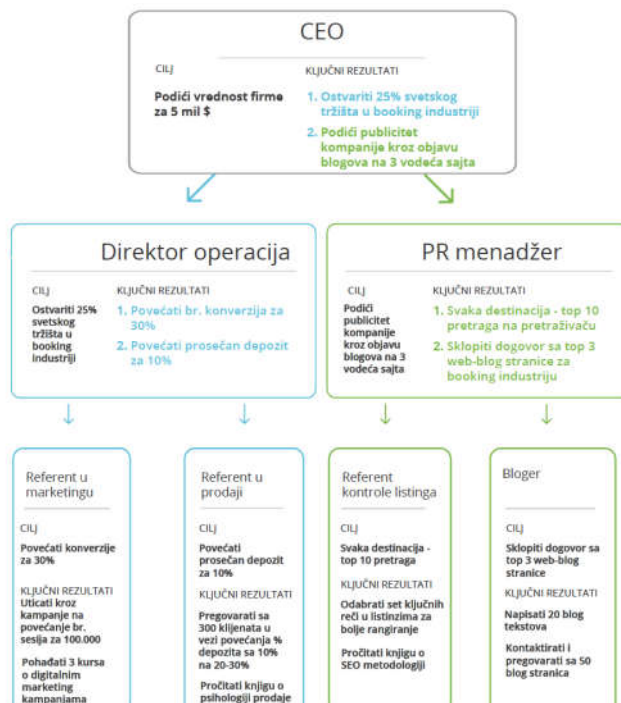 CEO
CILJ
Podići vrednost firme
za 5 mil $
KLJUČNI REZULTATI
1. Ostvariti 25% svetskog
tržišta u booking industriji
2. Podići publicitet
kompanije kroz objavu
blogova na 3 vodeća sajta
Direktor operacija
CILJ
Ostvariti 25%
svetskog
tržišta u
booking
industriji
KLJUČNI REZULTATI
1. Povećati br. konverzija za
30%
2. Povećati prosečan depozit
za 10%
PR menadžer
CILJ
Podići
publicitet
kompanije
kroz objavu
blogova na 3
vodeća sajta
KLJUČNI REZULTATI
1. Svaka destinacija - top 10
pretraga na pretraživaču
2. Sklopiti dogovor sa top 3
web-blog stranice za
booking industriju
Referent u
marketingu
CILJ
Povećati konverzije
za 30%
KLJUČNI REZULTATI
Uticati kroz
kampanje na
povećanje br.
sesija za 100.000
Pohađati 3 kursa
o digitalnim
marketing
kampanjama
Referent u
prodaji
CILJ
Povećati
prosečan depozit
za 10%
KLJUČNI REZULTATI
Pregovarati sa
300 klijenata u
vezi povećanja %
depozita sa 10%
na 20-30%
Pročitati knjigu o
psihologiji prodaje
Referent
kontrole listinga
CILJ
Svaka destinacija -
top 10 pretraga
KLJUČNI REZULTATI
Odabrati set ključnih
reči u listinzima za
bolje rangiranje
Pročitati knjigu o
SEO metodologiji
Bloger
CILJ
Sklopiti dogovor sa
top 3 web-blog
stranice
KLJUČNI REZULTATI
Napisati 20 blog
tekstova
Kontaktirati i
pregovarati sa 50
blog stranica